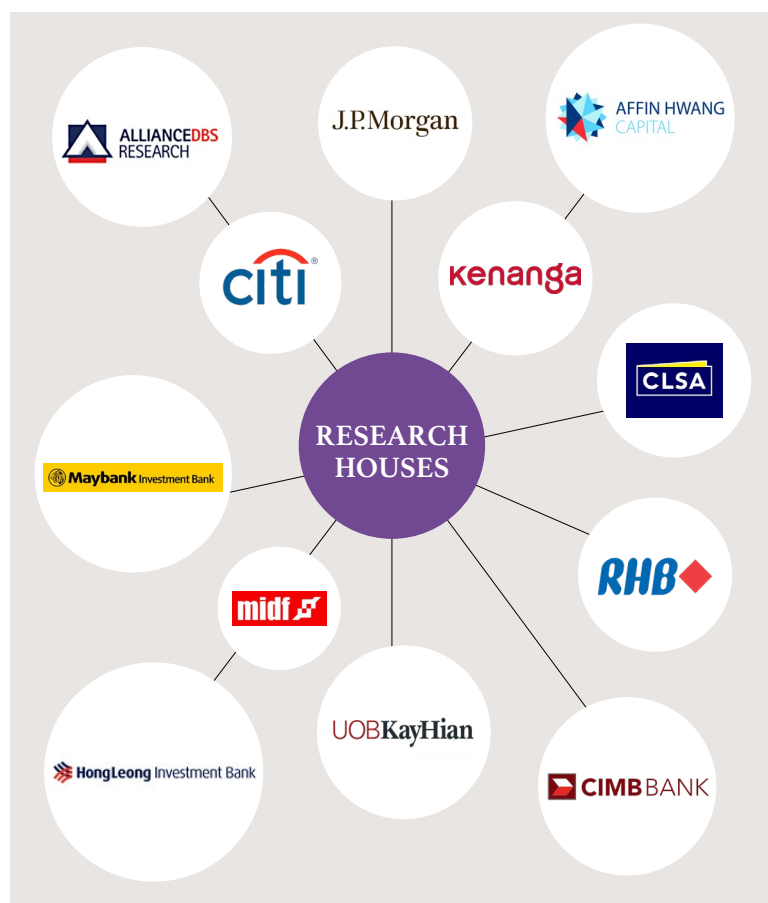 ALLIANCEDBS
RESEARCH
J.P.Morgan
AFFIN HWANG
CAPITAL
citi®
kenanga
CLSA
RESEARCH
HOUSES
Maybank Investment Bank
RHB
midf
UOBKayHian
HongLeong Investment Bank
CIMB BANK